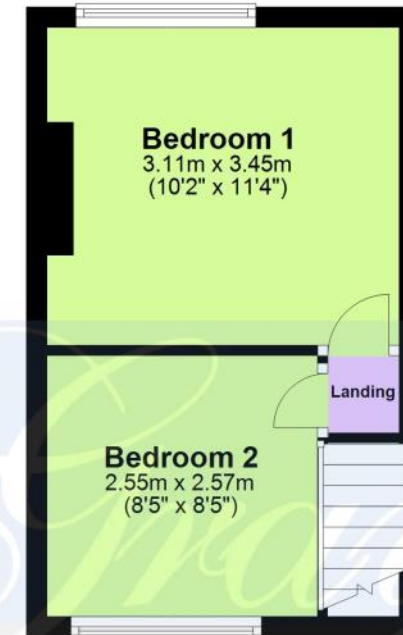 Bedroom 1
3.11m x 3.45m
(10'2" x 11'4")
Landing
Bedroom 2
2.55m x 2.57m
(8'5" x 8'5")